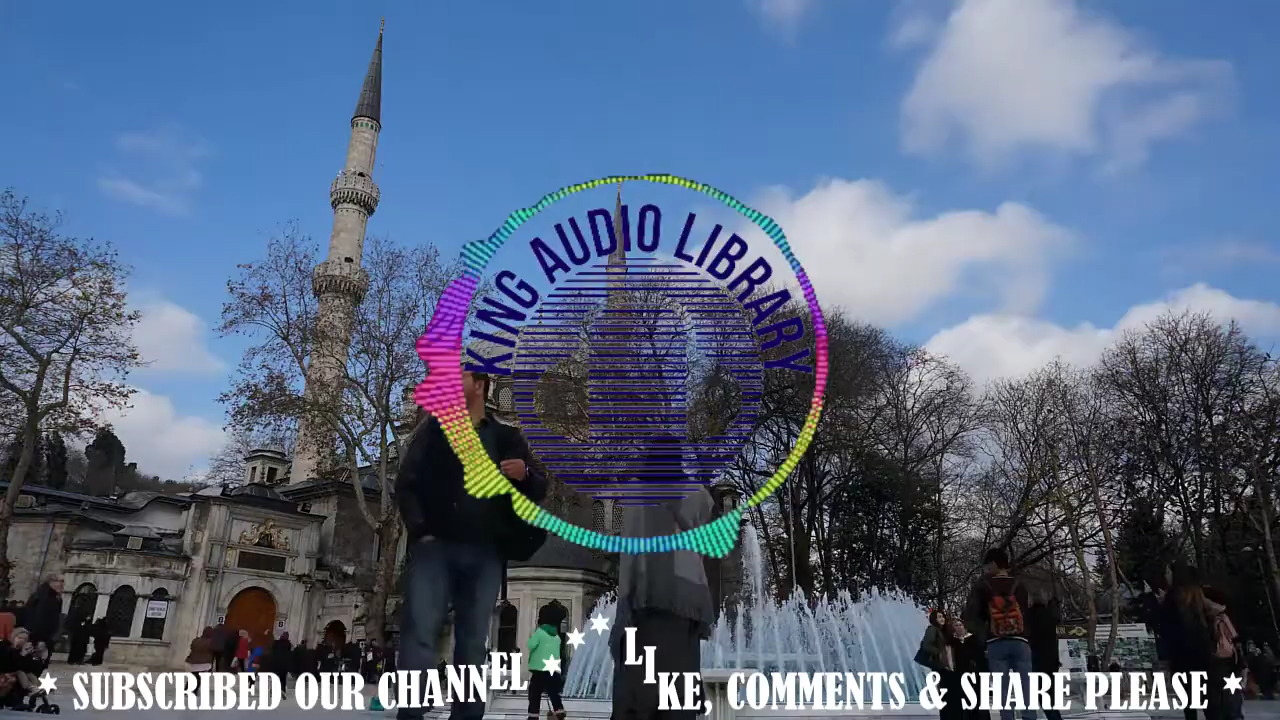 KING AUDIO LIBRARY
* SUBSCRIBED OUR CHANNEL * * * LIKE, COMMENTS & SHARE PLEASE *